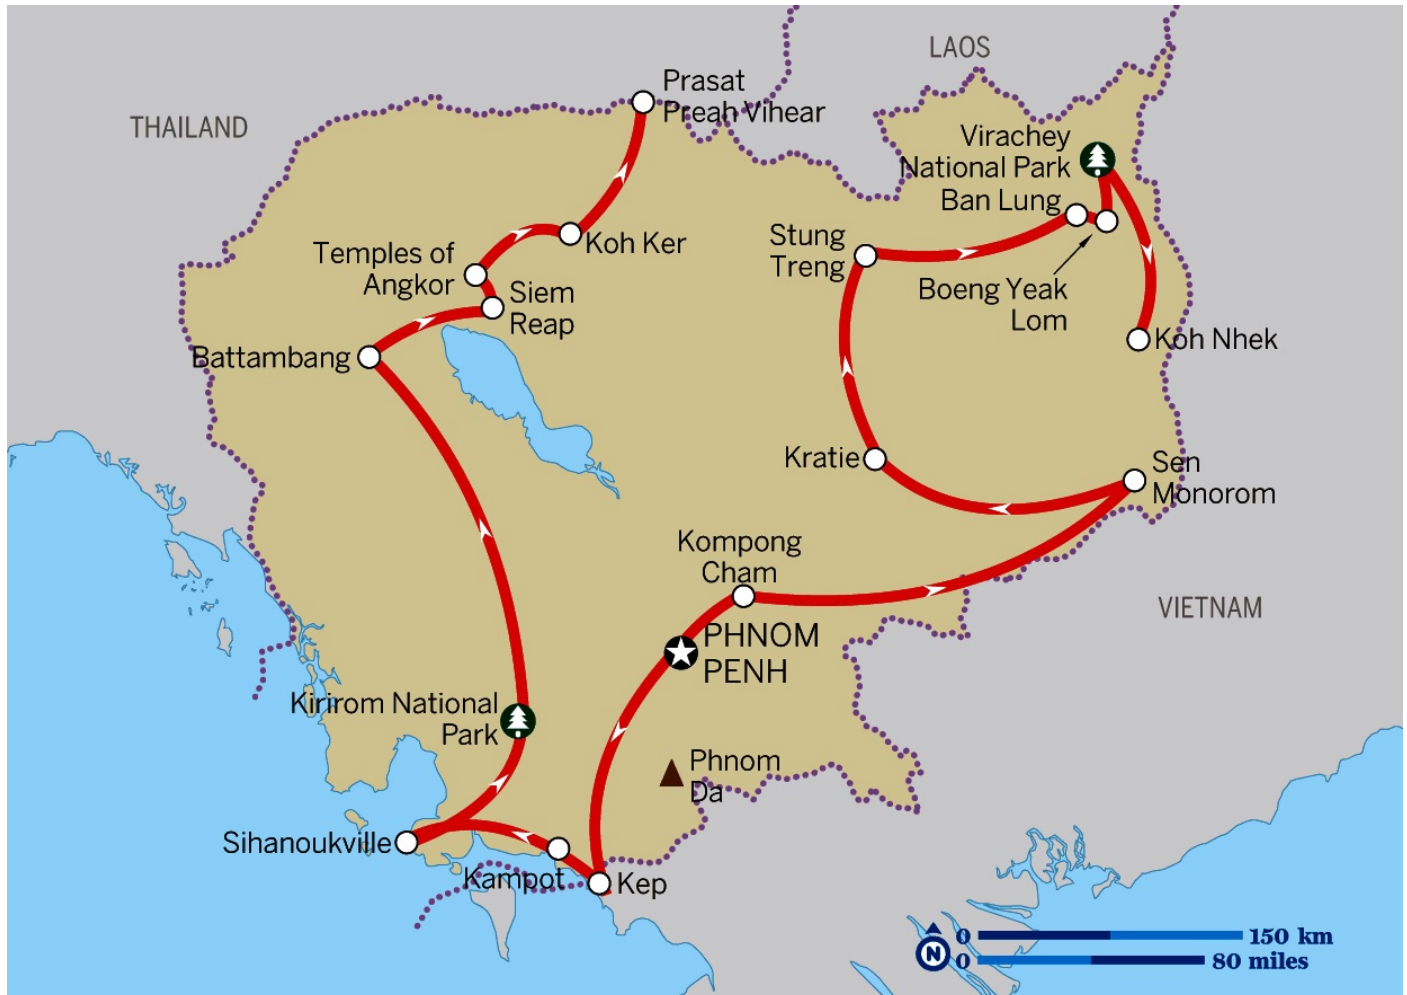 LAOS
THAILAND
Prasat
Preah Vihear
Virachey
National Park
Ban Lung
Stung
Treng
Boeng Yeak
Lom
Koh Nhek
Koh Ker
Temples of
Angkor
Siem
Reap
Battambang
Kratie
Sen
Monorom
Kompong
Cham
VIETNAM
PHNOM
PENH
Kirirom National
Park
Phnom
Da
Sihanoukville
Kampot
Kep
N
0 150 km
0 80 miles